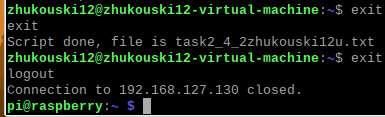 zhukouski12@zhukouski12-virtual-machine:~$ exit
exit
Script done, file is task2_4_2zhukouski12u.txt
zhukouski12@zhukouski12-virtual-machine:~$ exit
logout
Connection to 192.168.127.130 closed.
pi@raspberry:~ $